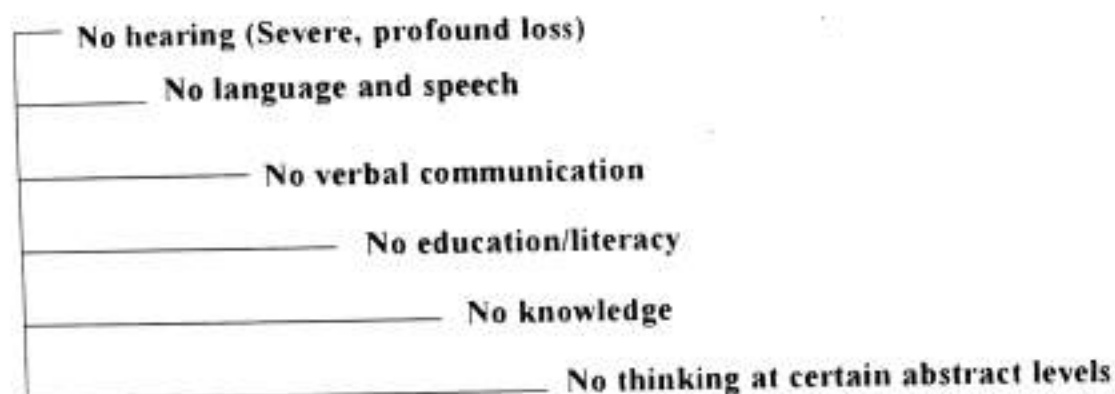 No hearing (Severe, profound loss)
No language and speech
No verbal communication
No education/literacy
No knowledge
No thinking at certain abstract levels